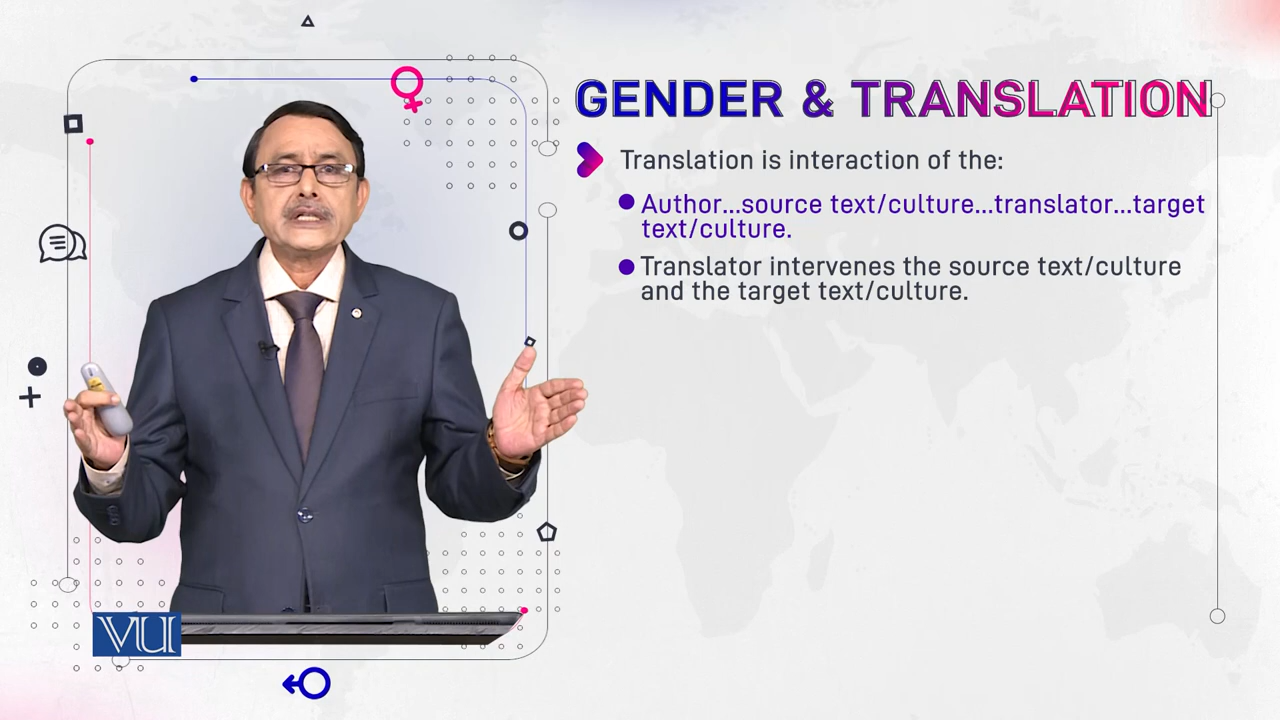 GENDER & TRANSLATION
Translation is interaction of the:
Author...source text/culture...translator...target
text/culture.
Translator intervenes the source text/culture
and the target text/culture.
VU